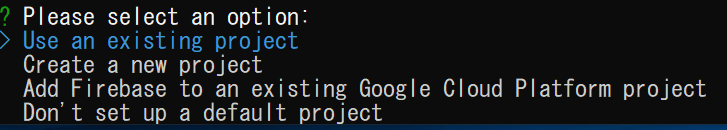 ? Please select an option:
> Use an existing project
Create a new project
Add Firebase to an existing Google Cloud Platform project
Don't set up a default project